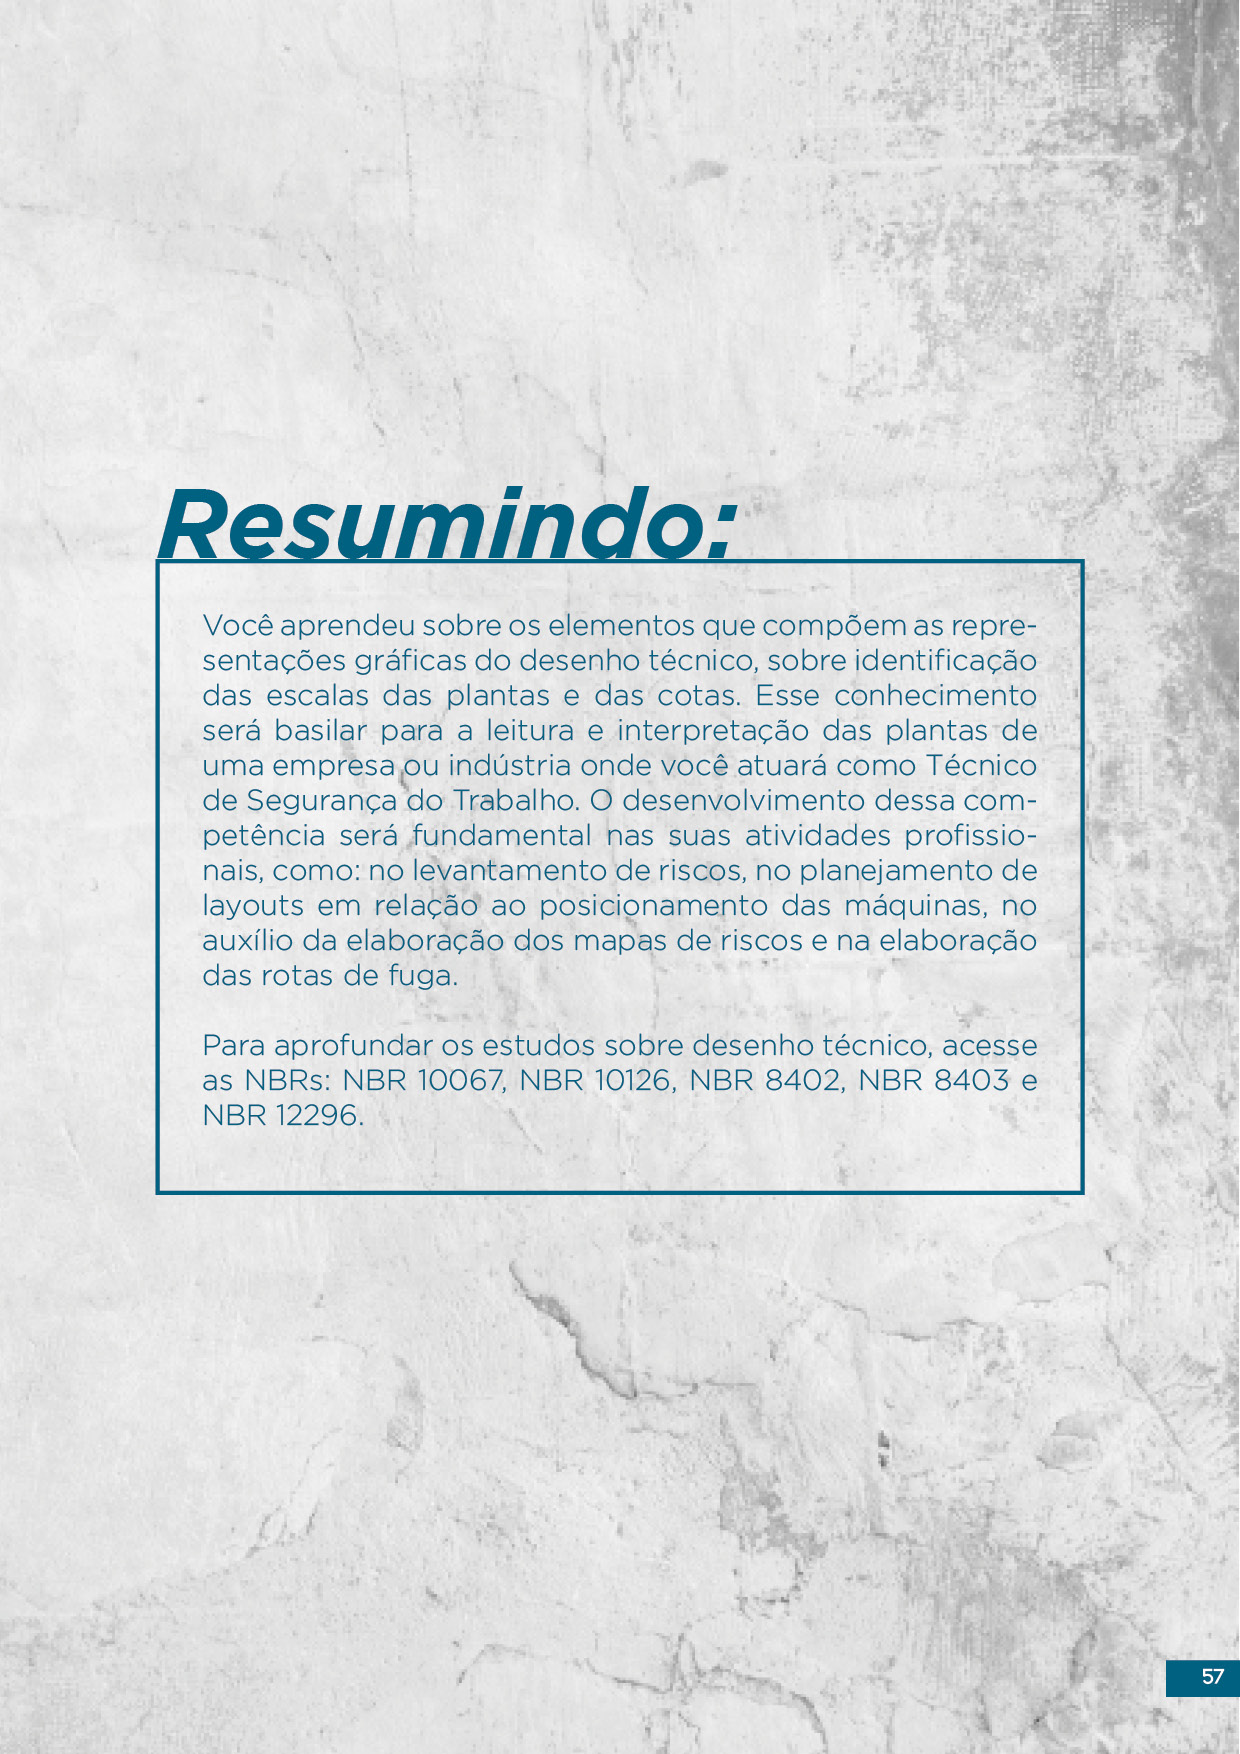 Resumindo:
Você aprendeu sobre os elementos que compõem as repre-
sentações gráficas do desenho técnico, sobre identificação
das escalas das plantas e das cotas. Esse conhecimento
será basilar para a leitura e interpretação das plantas de
uma empresa ou indústria onde você atuará como Técnico
de Segurança do Trabalho. O desenvolvimento dessa com-
petência será fundamental nas suas atividades profissio-
nais, como: no levantamento de riscos, no planejamento de
layouts em relação ao posicionamento das máquinas, no
auxílio da elaboração dos mapas de riscos e na elaboração
das rotas de fuga.
Para aprofundar os estudos sobre desenho técnico, acesse
as NBRs: NBR 10067, NBR 10126, NBR 8402, NBR 8403 e
NBR 12296.
57